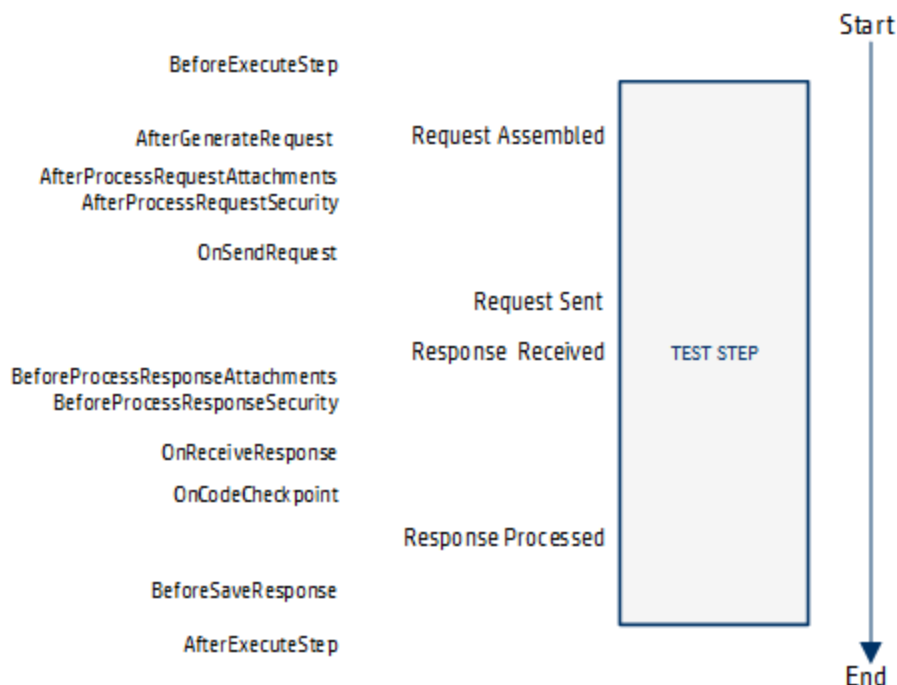 Start
BeforeExecuteStep
AfterGenerateRequest
Request Assembled
AfterProcessRequestAttachments
AfterProcessRequestSecurity
OnSendRequest
Request Sent
Response Received
TEST STEP
BeforeProcessResponseAttachments
BeforeProcessResponseSecurity
OnReceiveResponse
OnCodeCheckpoint
Response Processed
BeforeSaveResponse
AfterExecuteStep
End